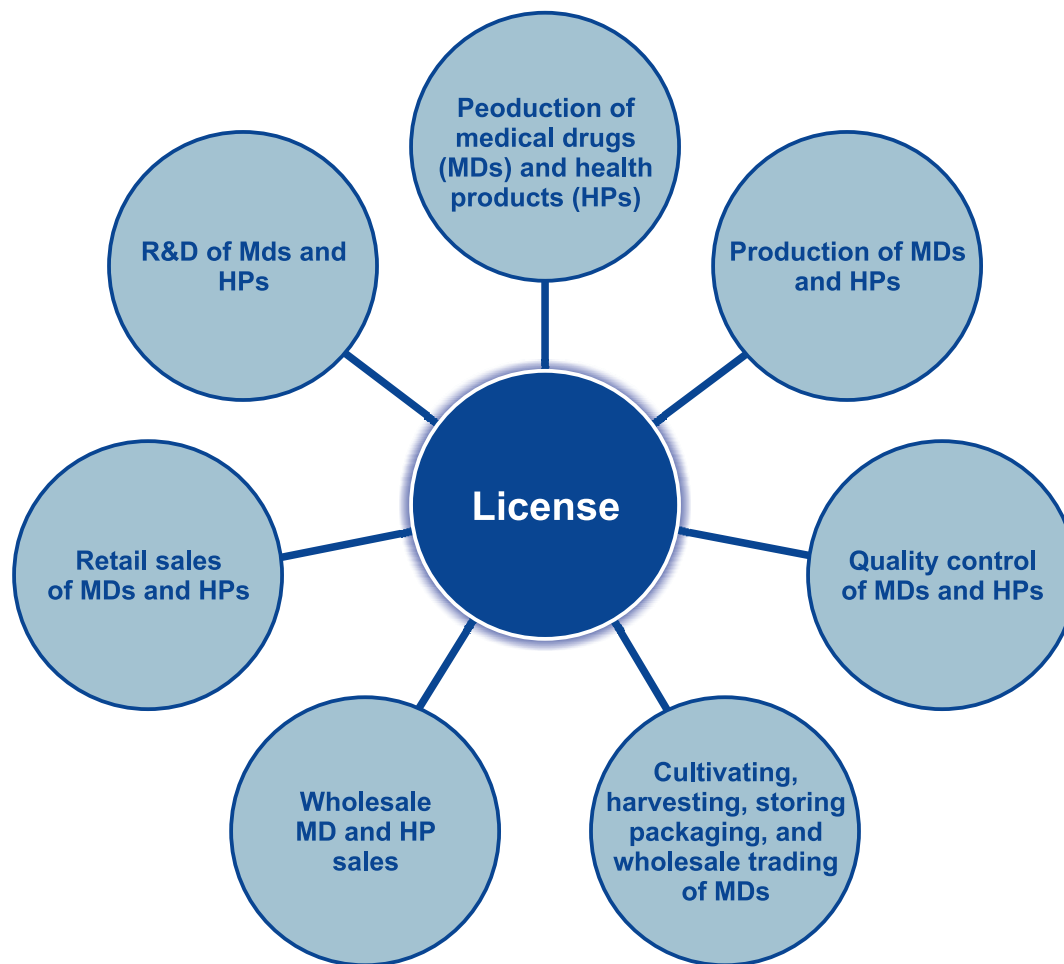 Peoduction of
medical drugs
(MDs) and health
products (HPs)
R&D of Mds and
HPs
Production of MDs
and HPs
License
Retail sales
of MDs and HPs
Quality control
of MDs and HPs
Wholesale
MD and HP
sales
Cultivating,
harvesting, storing
packaging, and
wholesale trading
of MDs